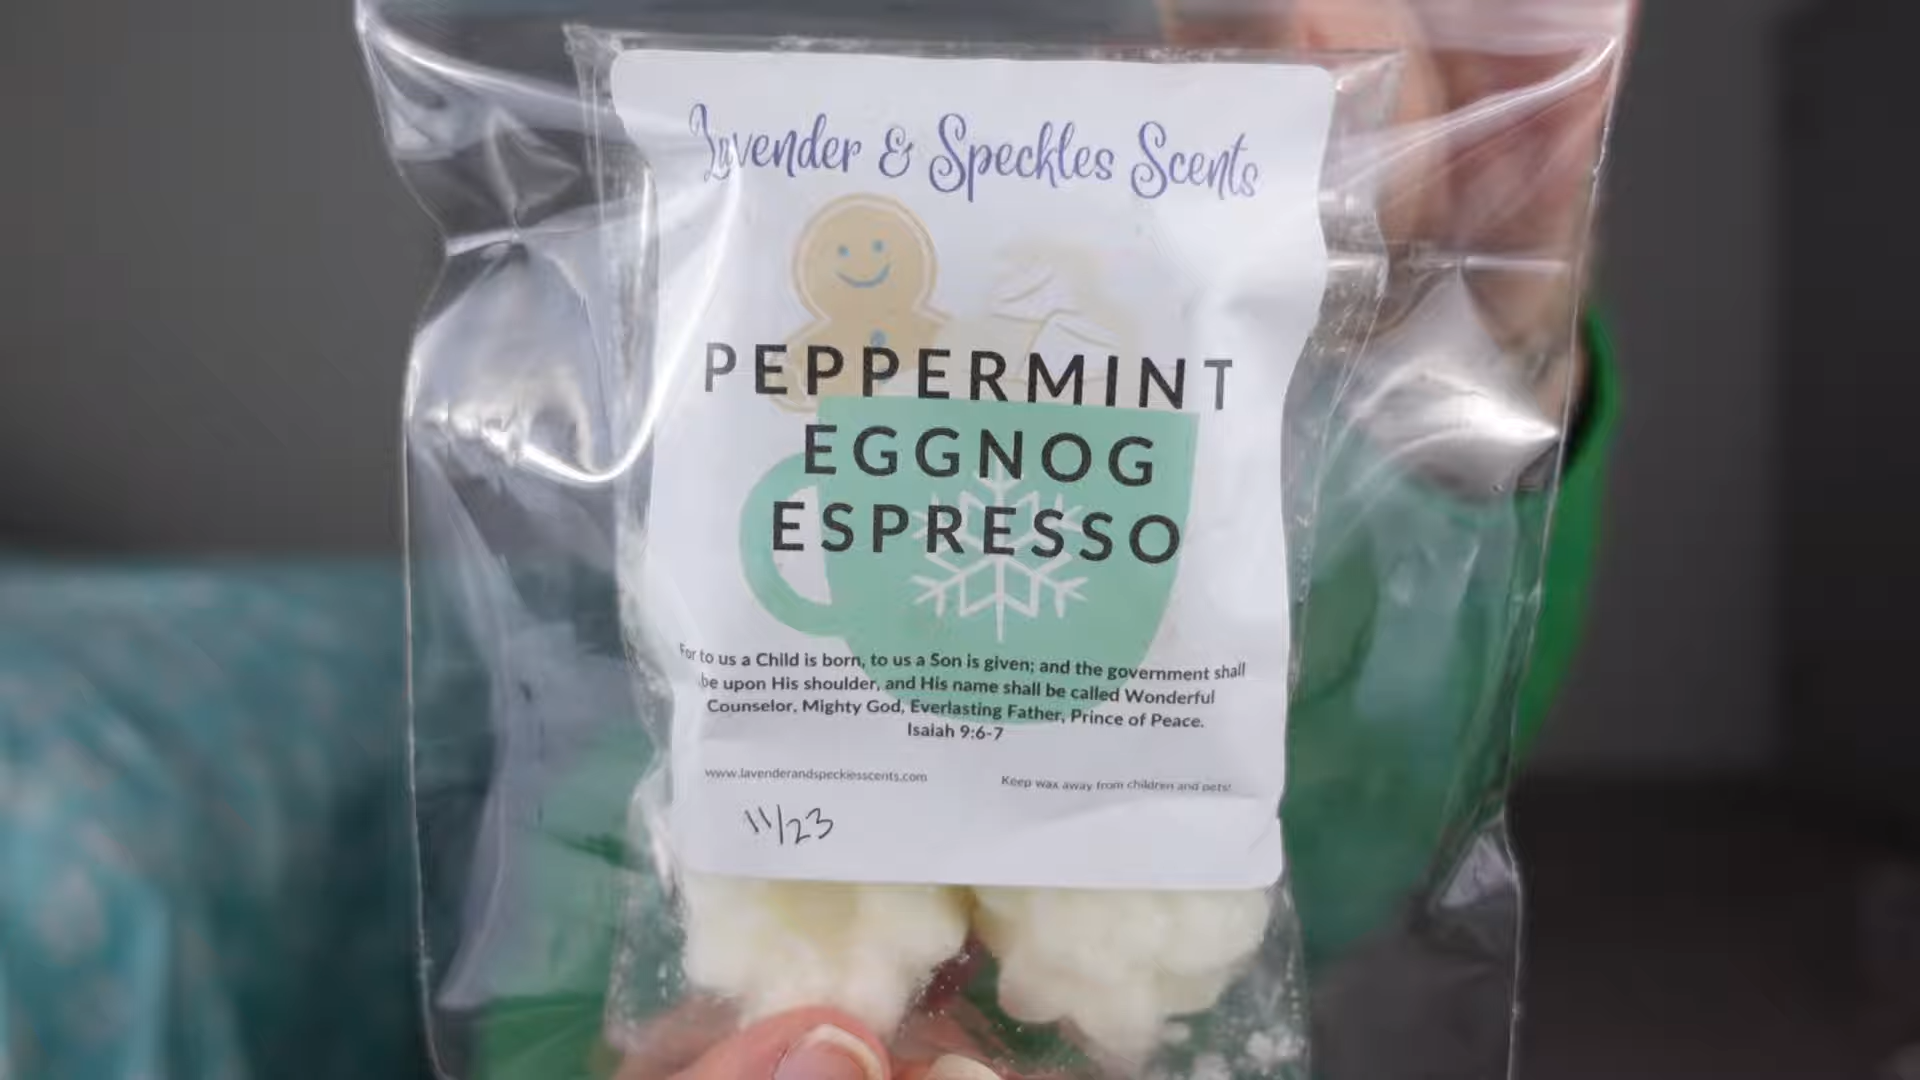 Lavender & Speckles Scents
PEPPERMINT
EGGNOG
ESPRESSO
For to us a Child is born, to us a Son is given; and the government shall
be upon His shoulder, and His name shall be called Wonderful
Counselor, Mighty God, Everlasting Father, Prince of Peace.
Isaiah 9:6-7
www.lavenderandspecklesscents.com
Keep wax away from children and pets!
11/23